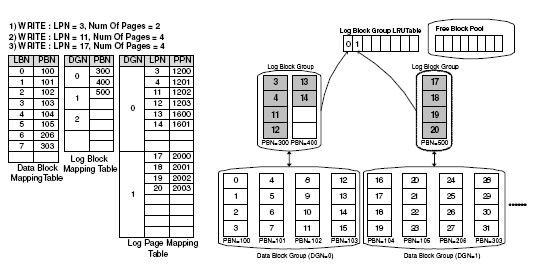 1) WRITE : LPN = 3, Num Of Pages = 2
2) WRITE : LPN = 11, Num Of Pages = 4
3) WRITE : LPN = 17, Num Of Pages = 4
LBN PBN
0 100
1 101
2 102
3 103
4 104
5 105
6 206
7 303
Data Block
MappingTable
DGN PBN
0 300
400
1 500
2
Log Block
Mapping Table
DGN LPN PPN
0
3 1200
4 1201
11 1202
12 1203
13 1600
14 1601
1
17 2000
18 2001
19 2002
20 2003
Log Page Mapping
Table
Log Block Group LRUTable
0 1
Free Block Pool
Log Block Group
3 13
4 14
11
12
PBN=300 PBN=400
Log Block Group
17
18
19
20
PBN=500
0 4 8 12
1 5 9 13
2 6 10 14
3 7 11 15
PBN=100 PBN=101 PBN=102 PBN=103
Data Block Group (DGN=0)
16 20 24 28
17 21 25 29
18 22 26 30
19 23 27 31
PBN=104 PBN=105 PBN=206 PBN=303
Data Block Group (DGN=1)
......